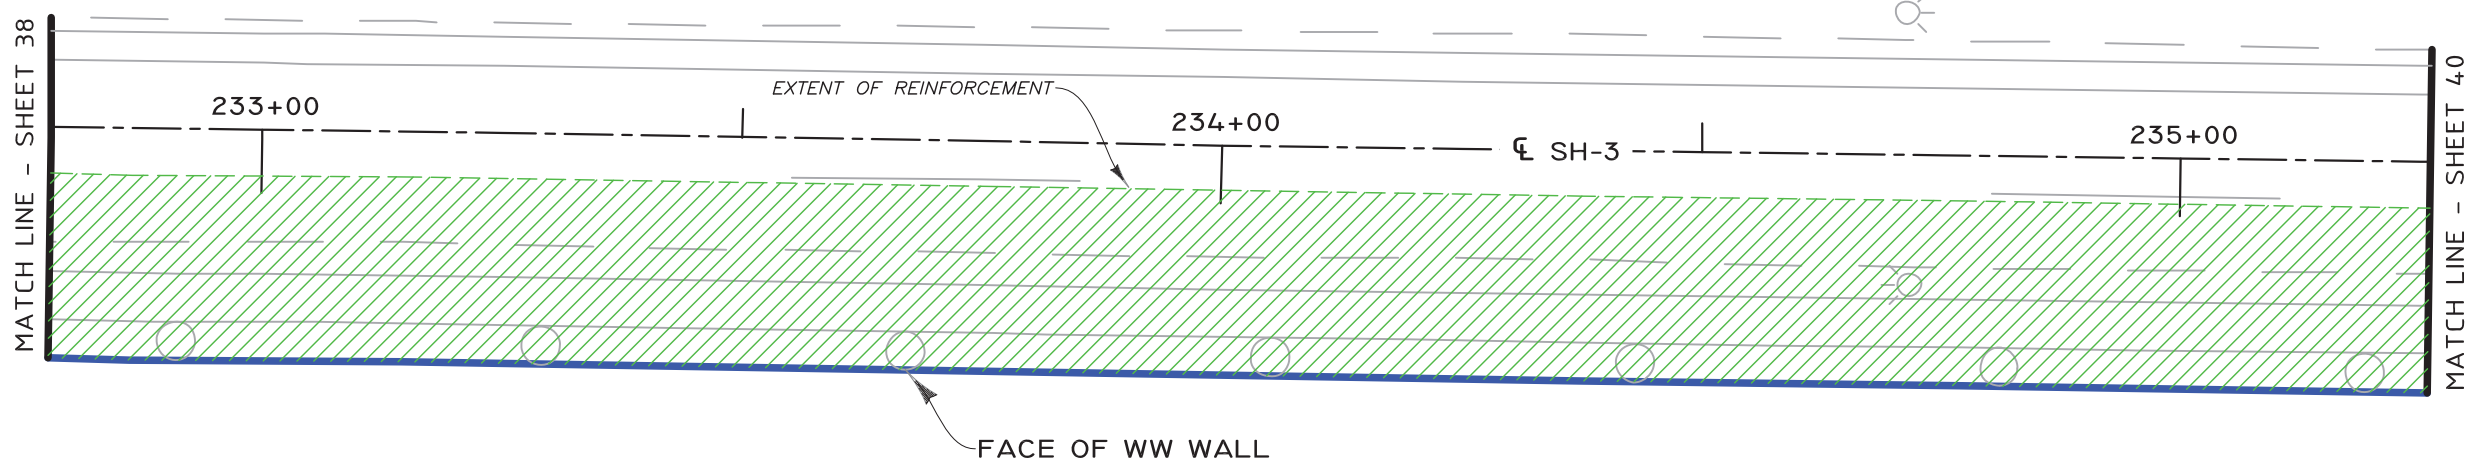 MATCH LINE - SHEET 38
233+00
EXTENT OF REINFORCEMENT
234+00
℄ SH-3
235+00
MATCH LINE - SHEET 40
FACE OF WW WALL